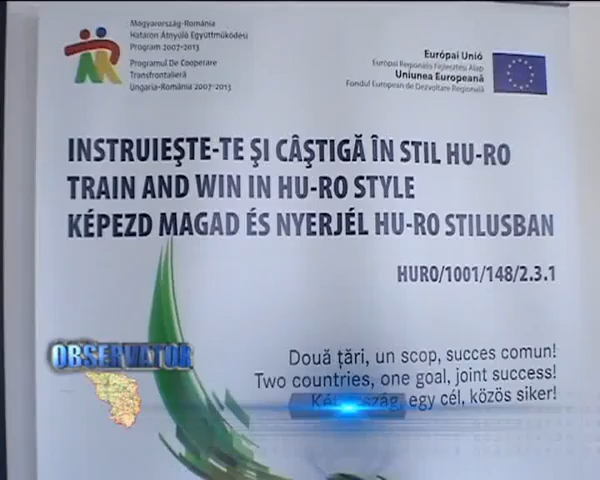 Magyarország-Románia
Határon Átnyúló Együttműködési
Program 2007-2013
Programul De Cooperare
Transfrontalieră
Ungaria-România 2007-2013
Európai Unió
Európai Regionális Fejlesztési Alap
Uniunea Europeană
Fondul European de Dezvoltare Regională
INSTRUIEŞTE-TE ŞI CÂŞTIGĂ ÎN STIL HU-RO
TRAIN AND WIN IN HU-RO STYLE
KÉPEZD MAGAD ÉS NYERJÉL HU-RO STILUSBAN
HURO/1001/148/2.3.1
OBSERVATOR
Două ţări, un scop, succes comun!
Two countries, one goal, joint success!
egy cél, közös siker!